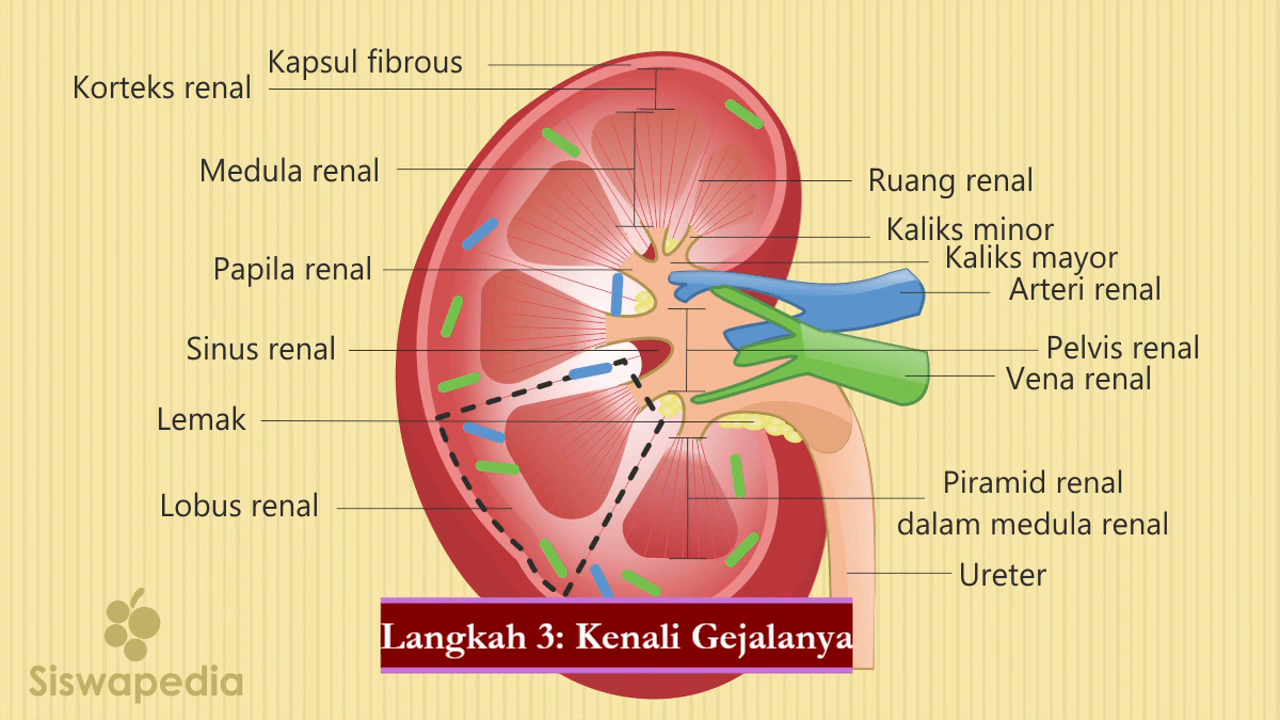 Kapsul fibrous
Korteks renal
Medula renal
Papila renal
Sinus renal
Lemak
Lobus renal
Ruang renal
Kaliks minor
Kaliks mayor
Arteri renal
Pelvis renal
Vena renal
Piramid renal
dalam medula renal
Ureter
Langkah 3: Kenali Gejalanya
Siswapedia